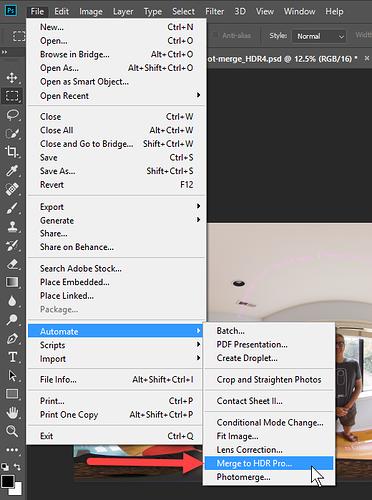 Ps File Edit Image Layer Type Select Filter 3D View Window Help
Anti-alias Style: Normal Width
ot-merge_HDR4.psd @ 12.5% (RGB/16) *
New... Ctrl+N
Open... Ctrl+O
Browse in Bridge... Alt+Ctrl+O
Open As... Alt+Shift+Ctrl+O
Open as Smart Object...
Open Recent
Close Ctrl+W
Close All Alt+Ctrl+W
Close and Go to Bridge... Shift+Ctrl+W
Save Ctrl+S
Save As... Shift+Ctrl+S
Revert F12
Export
Generate
Share...
Share on Behance...
Search Adobe Stock...
Place Embedded...
Place Linked...
Package...
Automate
Scripts
Import
File Info... Alt+Shift+Ctrl+I
Print... Ctrl+P
Print One Copy Alt+Shift+Ctrl+P
Exit Ctrl+Q
Batch...
PDF Presentation...
Create Droplet...
Crop and Straighten Photos
Contact Sheet II...
Conditional Mode Change...
Fit Image...
Lens Correction...
Merge to HDR Pro...
Photomerge...